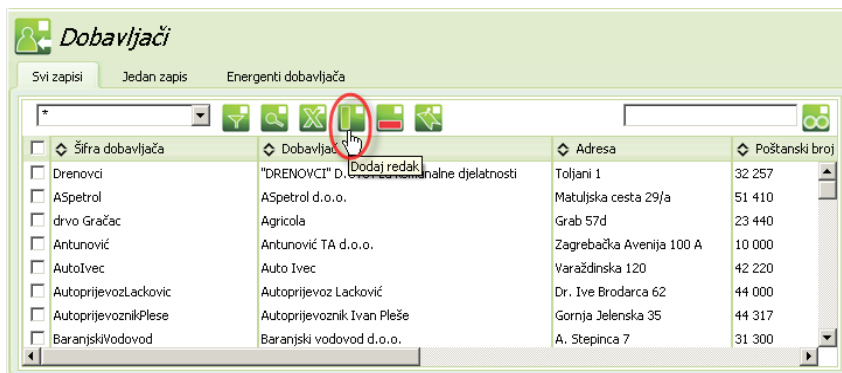 Dobavljači
Svi zapisi Jedan zapis Energenti dobavljača
*
Šifra dobavljača Dobavljač Adresa Poštanski broj
Dodaj redak
Drenovci "DRENOVCI" D. komunalne djelatnosti Toljani 1 32 257
ASpetrol ASpetrol d.o.o. Matuljska cesta 29/a 51 410
drvo Gračac Agricola Grab 57d 23 440
Antunović Antunović TA d.o.o. Zagrebačka Avenija 100 A 10 000
AutoIvec Auto Ivec Varaždinska 120 42 220
AutoprijevozLackovic Autoprijevoz Lacković Dr. Ive Brodarca 62 44 000
AutoprijevoznikPlese Autoprijevoznik Ivan Pleše Gornja Jelenska 35 44 317
BaranjskiVodovod Baranjski vodovod d.o.o. A. Stepinca 7 31 300